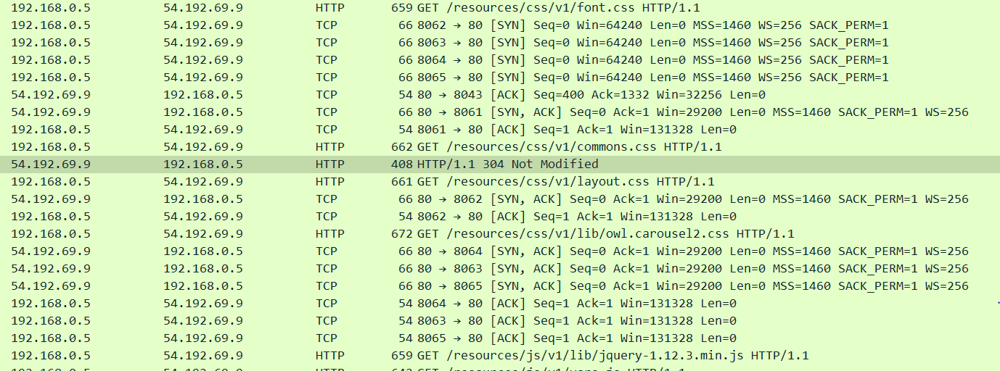 192.168.0.5 54.192.69.9 HTTP 659 GET /resources/css/v1/font.css HTTP/1.1
192.168.0.5 54.192.69.9 TCP 66 8062 → 80 [SYN] Seq=0 Win=64240 Len=0 MSS=1460 WS=256 SACK_PERM=1
192.168.0.5 54.192.69.9 TCP 66 8063 → 80 [SYN] Seq=0 Win=64240 Len=0 MSS=1460 WS=256 SACK_PERM=1
192.168.0.5 54.192.69.9 TCP 66 8064 → 80 [SYN] Seq=0 Win=64240 Len=0 MSS=1460 WS=256 SACK_PERM=1
192.168.0.5 54.192.69.9 TCP 66 8065 → 80 [SYN] Seq=0 Win=64240 Len=0 MSS=1460 WS=256 SACK_PERM=1
54.192.69.9 192.168.0.5 TCP 54 80 → 8043 [ACK] Seq=400 Ack=1332 Win=32256 Len=0
54.192.69.9 192.168.0.5 TCP 66 80 → 8061 [SYN, ACK] Seq=0 Ack=1 Win=29200 Len=0 MSS=1460 SACK_PERM=1 WS=256
192.168.0.5 54.192.69.9 TCP 54 8061 → 80 [ACK] Seq=1 Ack=1 Win=131328 Len=0
192.168.0.5 54.192.69.9 HTTP 662 GET /resources/css/v1/commons.css HTTP/1.1
54.192.69.9 192.168.0.5 HTTP 408 HTTP/1.1 304 Not Modified
192.168.0.5 54.192.69.9 HTTP 661 GET /resources/css/v1/layout.css HTTP/1.1
54.192.69.9 192.168.0.5 TCP 66 80 → 8062 [SYN, ACK] Seq=0 Ack=1 Win=29200 Len=0 MSS=1460 SACK_PERM=1 WS=256
192.168.0.5 54.192.69.9 TCP 54 8062 → 80 [ACK] Seq=1 Ack=1 Win=131328 Len=0
192.168.0.5 54.192.69.9 HTTP 672 GET /resources/css/v1/lib/owl.carousel2.css HTTP/1.1
54.192.69.9 192.168.0.5 TCP 66 80 → 8064 [SYN, ACK] Seq=0 Ack=1 Win=29200 Len=0 MSS=1460 SACK_PERM=1 WS=256
54.192.69.9 192.168.0.5 TCP 66 80 → 8063 [SYN, ACK] Seq=0 Ack=1 Win=29200 Len=0 MSS=1460 SACK_PERM=1 WS=256
54.192.69.9 192.168.0.5 TCP 66 80 → 8065 [SYN, ACK] Seq=0 Ack=1 Win=29200 Len=0 MSS=1460 SACK_PERM=1 WS=256
192.168.0.5 54.192.69.9 TCP 54 8064 → 80 [ACK] Seq=1 Ack=1 Win=131328 Len=0
192.168.0.5 54.192.69.9 TCP 54 8063 → 80 [ACK] Seq=1 Ack=1 Win=131328 Len=0
192.168.0.5 54.192.69.9 TCP 54 8065 → 80 [ACK] Seq=1 Ack=1 Win=131328 Len=0
192.168.0.5 54.192.69.9 HTTP 659 GET /resources/js/v1/lib/jquery-1.12.3.min.js HTTP/1.1
192.168.0.5 54.192.69.9 HTTP GET HTTP/1.1